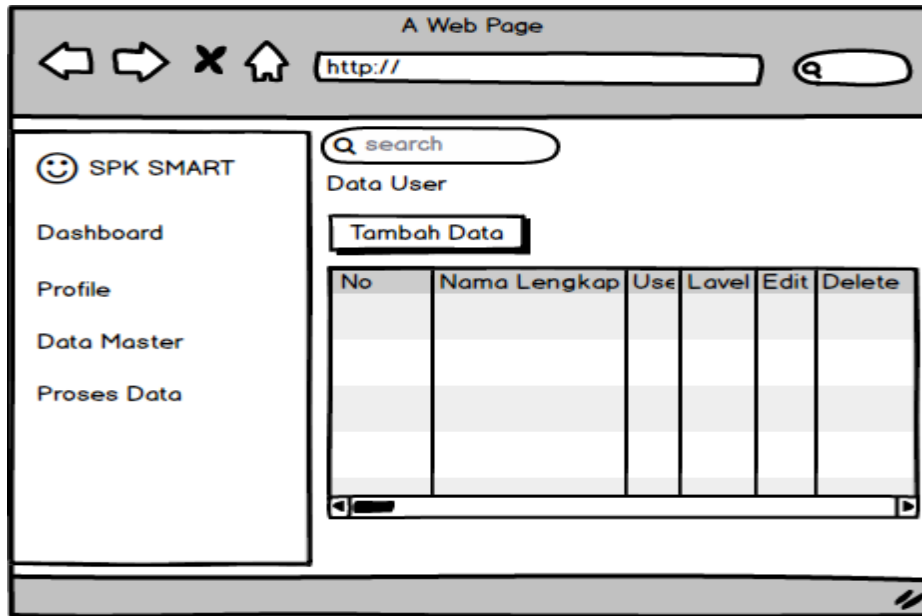 A Web Page
http://
SPK SMART
Dashboard
Profile
Data Master
Proses Data
search
Data User
Tambah Data
No Nama Lengkap Use Lavel Edit Delete